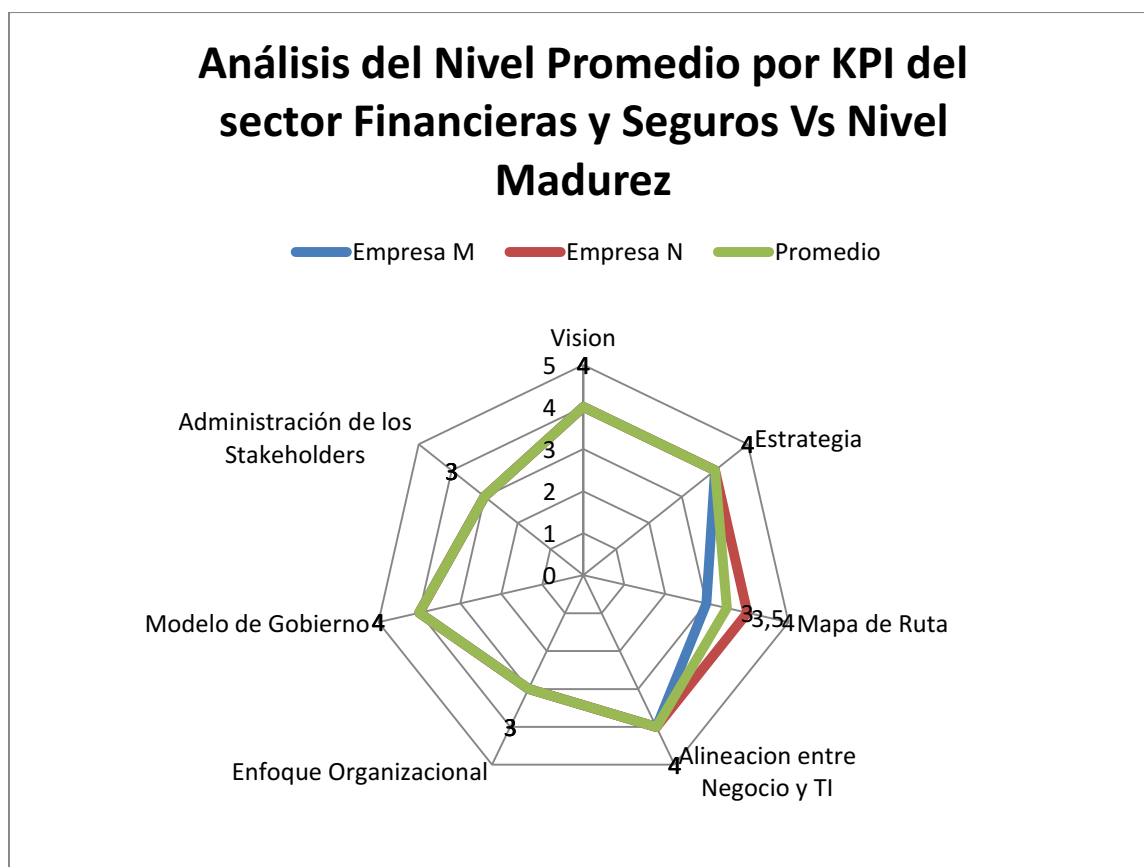 Análisis del Nivel Promedio por KPI del
sector Financieras y Seguros Vs Nivel
Madurez
Empresa M Empresa N Promedio
Vision
5 4
4
3
2
1
0
Estrategia
4
Mapa de Ruta
3 3,5 4
Alineacion entre
Negocio y TI
4
Enfoque Organizacional
3
Modelo de Gobierno
4
Administración de los
Stakeholders
3